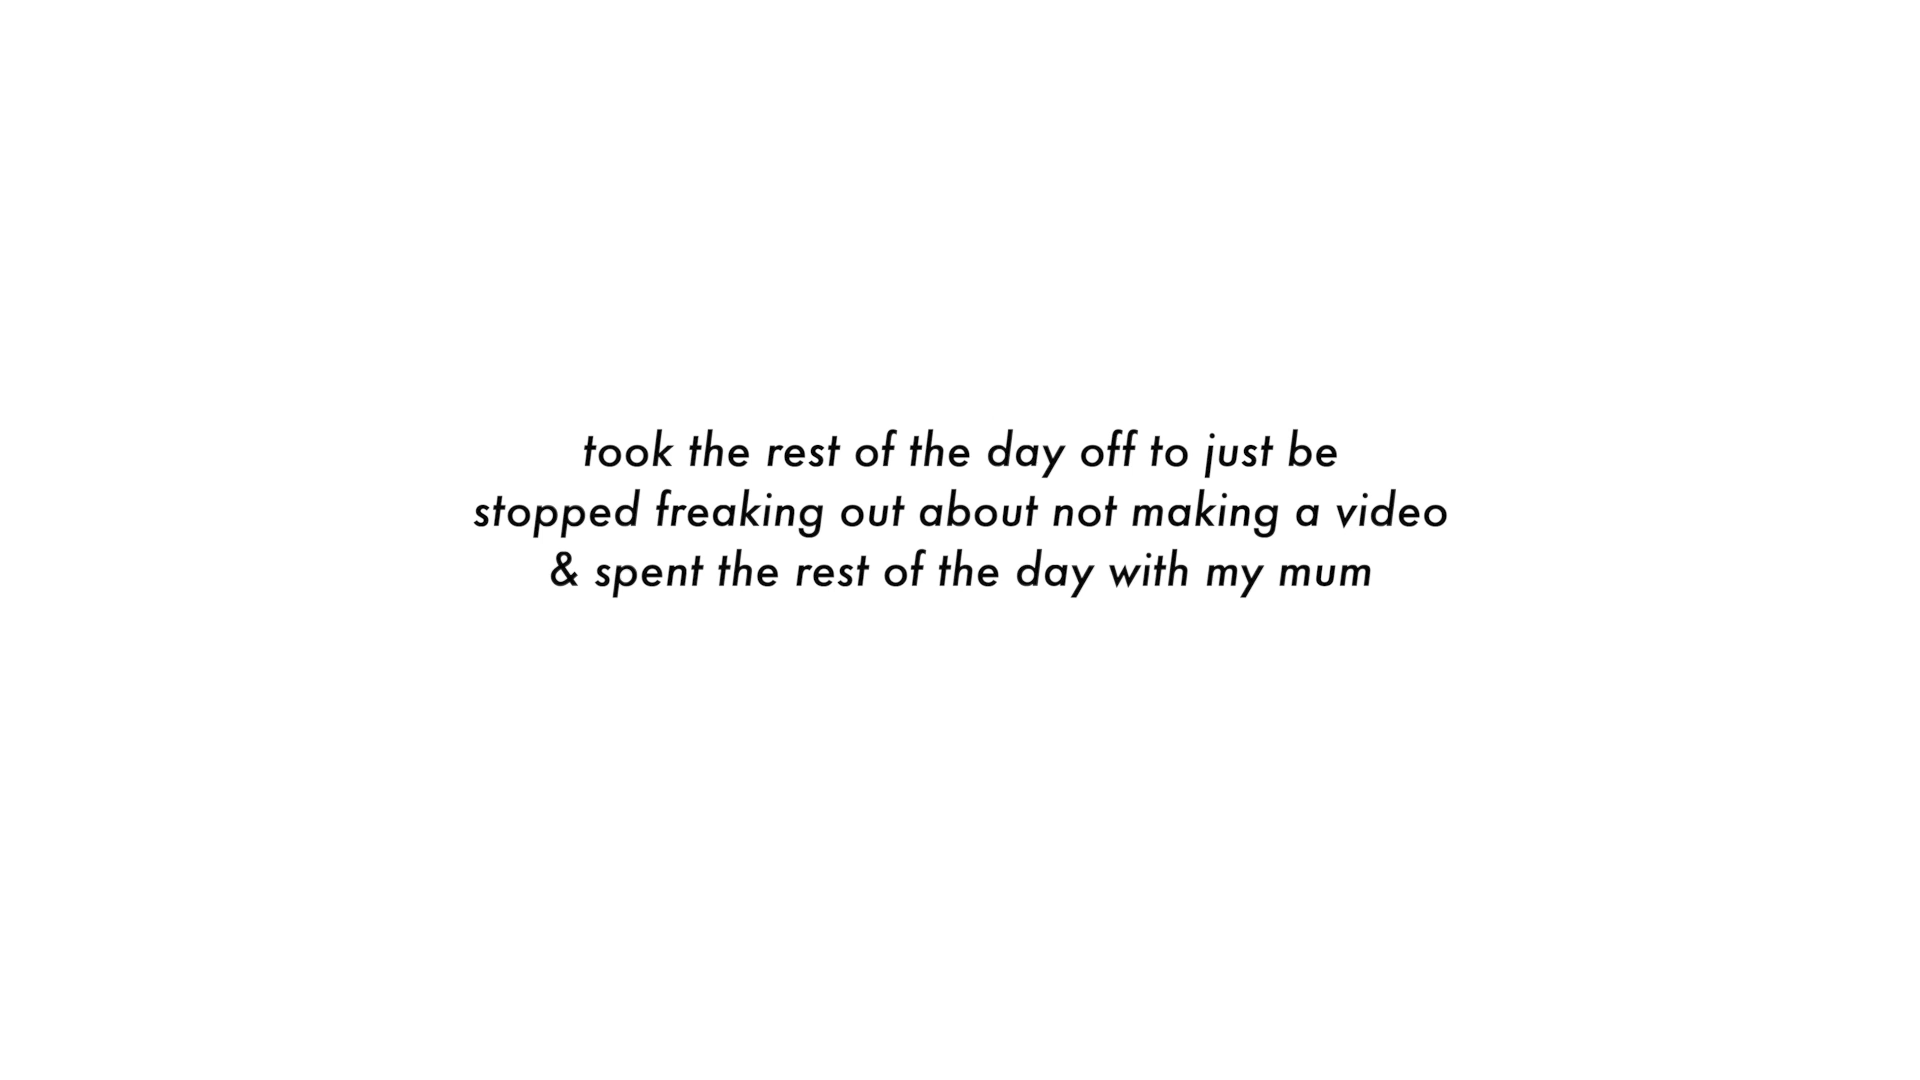 took the rest of the day off to just be
stopped freaking out about not making a video
& spent the rest of the day with my mum